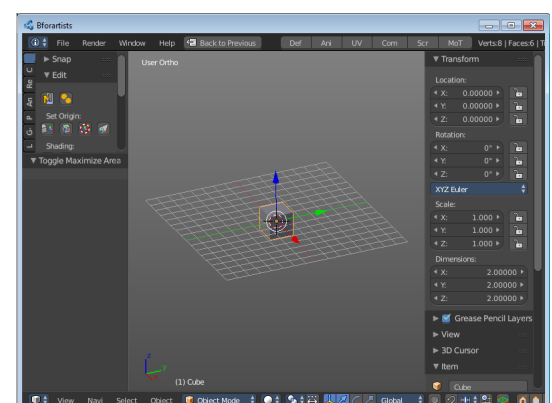 Bforartists
File Render Window Help Back to Previous Def Ani UV Com Scr MoT Verts:8 | Faces:6 |
Snap
Edit
Set Origin:
Shading:
Toggle Maximize Area
C
Re
An
P
G
L
User Ortho
z
y
(1) Cube
Transform
Location:
X: 0.00000
Y: 0.00000
Z: 0.00000
Rotation:
X: 0°
Y: 0°
Z: 0°
XYZ Euler
Scale:
X: 1.000
Y: 1.000
Z: 1.000
Dimensions:
X: 2.00000
Y: 2.00000
Z: 2.00000
Grease Pencil Layers
View
3D Cursor
Item
Cube
View Navi Select Object Object Mode Global